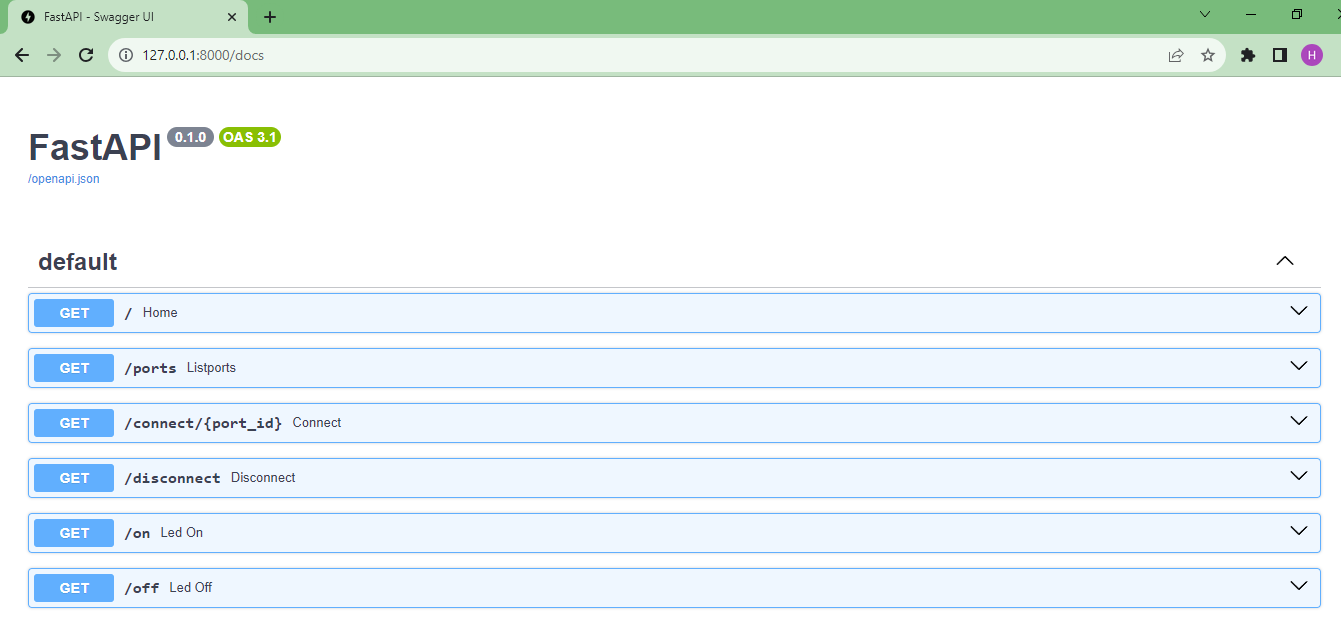 FastAPI - Swagger UI
127.0.0.1:8000/docs
H
FastAPI 0.1.0 OAS 3.1
/openapi.json
default
GET / Home
GET /ports Listports
GET /connect/{port_id} Connect
GET /disconnect Disconnect
GET /on Led On
GET /off Led Off